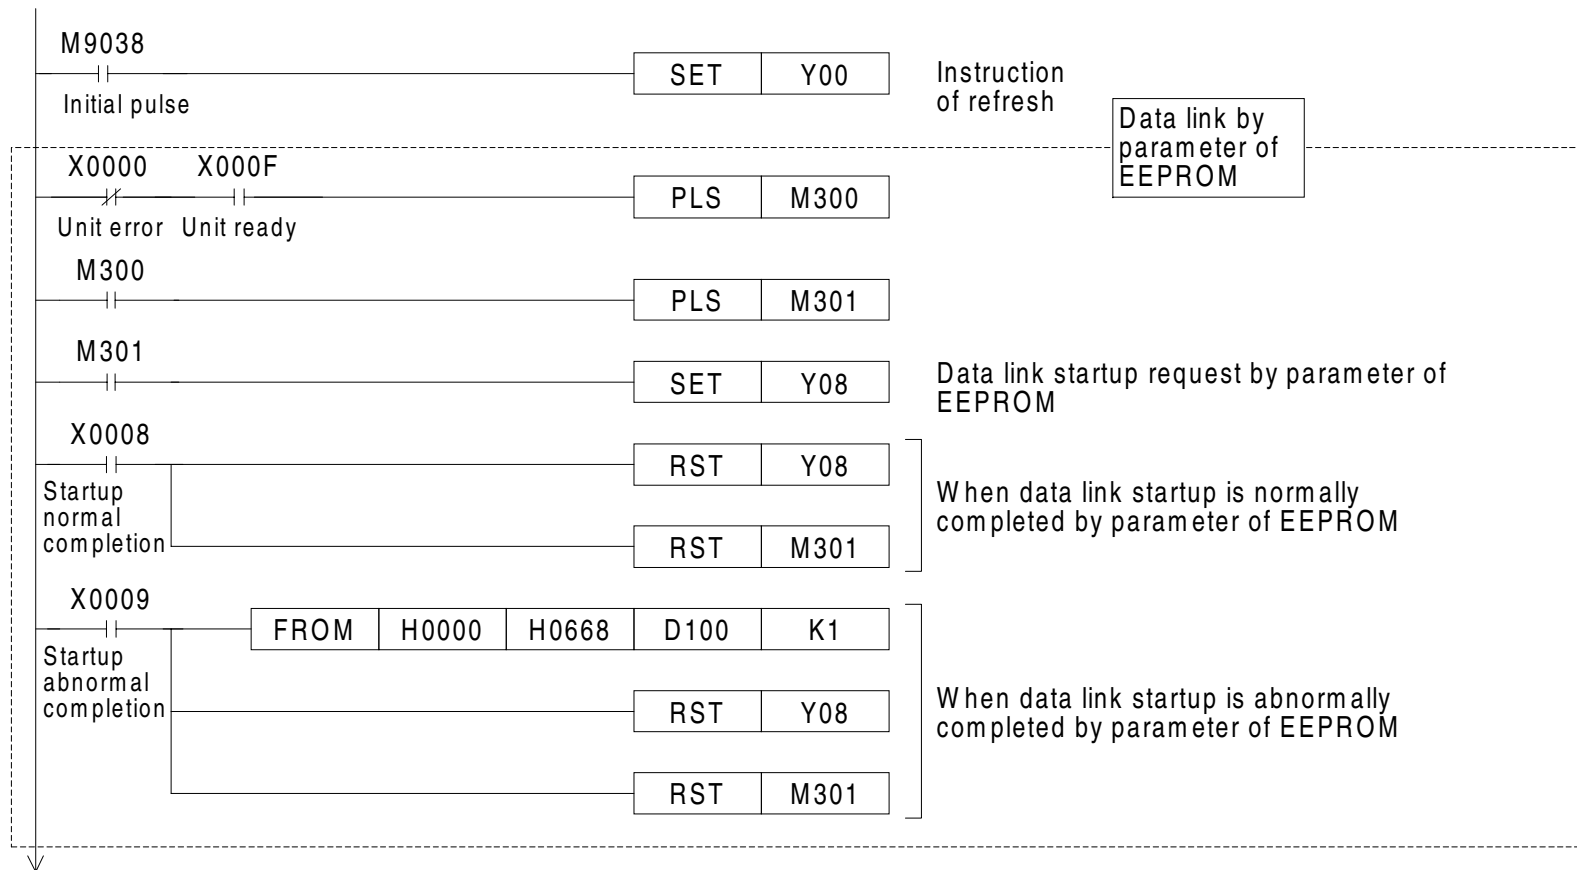 M9038
SET Y00
Instruction
of refresh
Initial pulse
Data link by
parameter of
EEPROM
X0000 X000F
PLS M300
Unit error Unit ready
M300
PLS M301
M301
SET Y08
Data link startup request by parameter of
EEPROM
X0008
RST Y08
Startup
normal
completion
When data link startup is normally
completed by parameter of EEPROM
RST M301
X0009
FROM H0000 H0668 D100 K1
Startup
abnormal
completion
When data link startup is abnormally
completed by parameter of EEPROM
RST Y08
RST M301